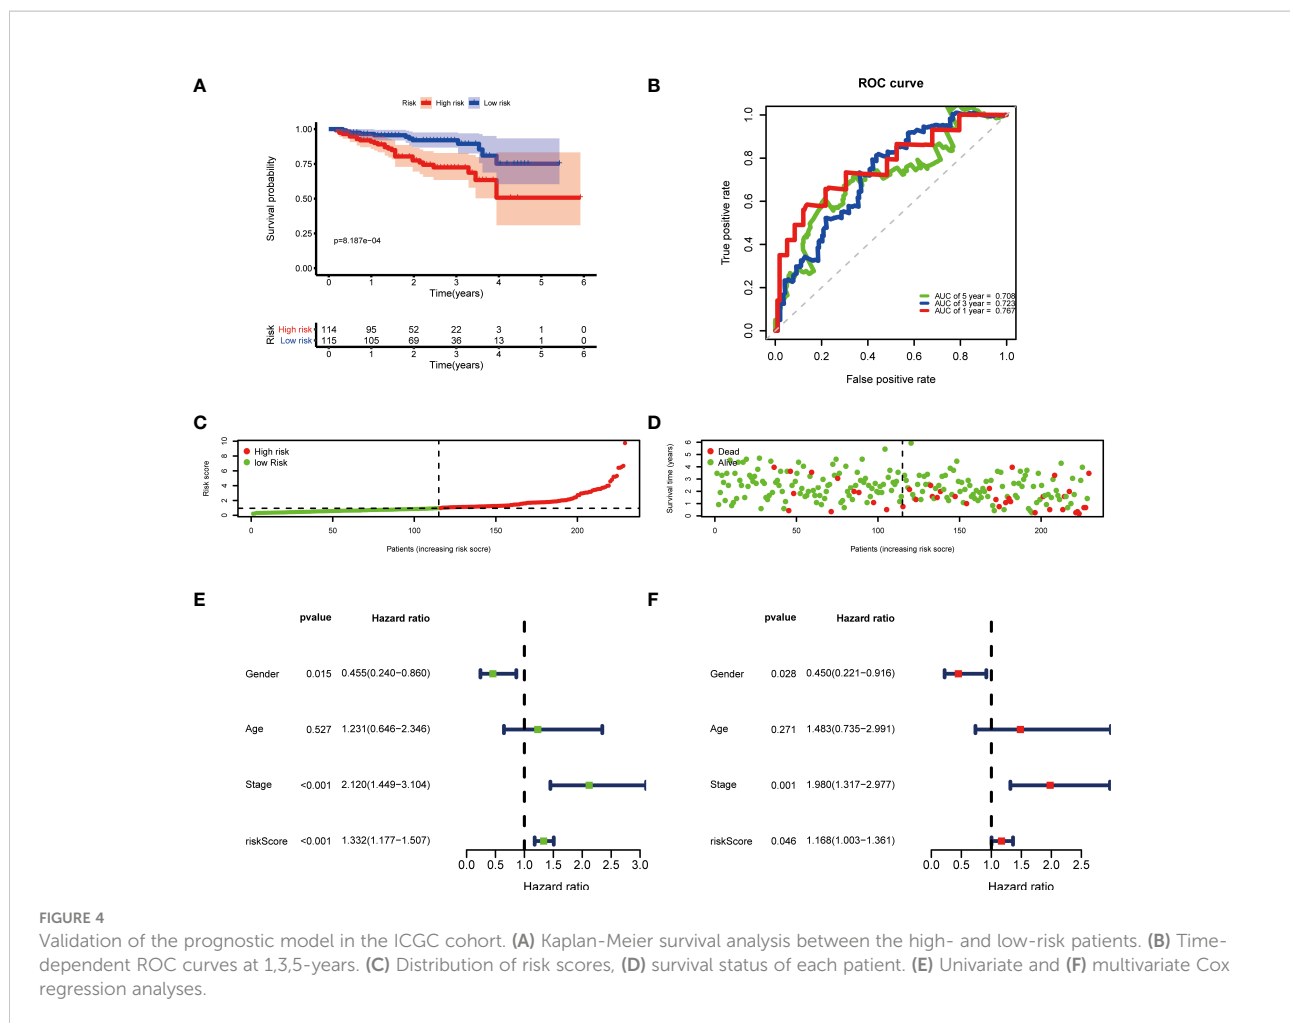 A
Risk High risk Low risk
1.00
0.75
0.50
0.25
0.00
Survival probability
p=8.187e−04
0 1 2 3 4 5 6
Time(years)
Risk
High risk 114 95 52 22 3 1 0
Low risk 115 105 69 36 13 1 0
0 1 2 3 4 5 6
Time(years)
B
ROC curve
1.0
0.8
0.6
0.4
0.2
0.0
True positive rate
AUC of 5 year = 0.708
AUC of 3 year = 0.723
AUC of 1 year = 0.767
0.0 0.2 0.4 0.6 0.8 1.0
False positive rate
C
10
8
6
4
2
0
Risk score
High risk
low Risk
0 50 100 150 200
Patients (increasing risk socre)
D
6
5
4
3
2
1
0
Survival time (years)
Dead
Alive
0 50 100 150 200
Patients (increasing risk socre)
E
pvalue Hazard ratio
Gender 0.015 0.455(0.240−0.860)
Age 0.527 1.231(0.646−2.346)
Stage <0.001 2.120(1.449−3.104)
riskScore <0.001 1.332(1.177−1.507)
0.0 0.5 1.0 1.5 2.0 2.5 3.0
Hazard ratio
F
pvalue Hazard ratio
Gender 0.028 0.450(0.221−0.916)
Age 0.271 1.483(0.735−2.991)
Stage 0.001 1.980(1.317−2.977)
riskScore 0.046 1.168(1.003−1.361)
0.0 0.5 1.0 1.5 2.0 2.5
Hazard ratio
FIGURE 4
Validation of the prognostic model in the ICGC cohort. (A) Kaplan-Meier survival analysis between the high- and low-risk patients. (B) Time-
dependent ROC curves at 1,3,5-years. (C) Distribution of risk scores, (D) survival status of each patient. (E) Univariate and (F) multivariate Cox
regression analyses.